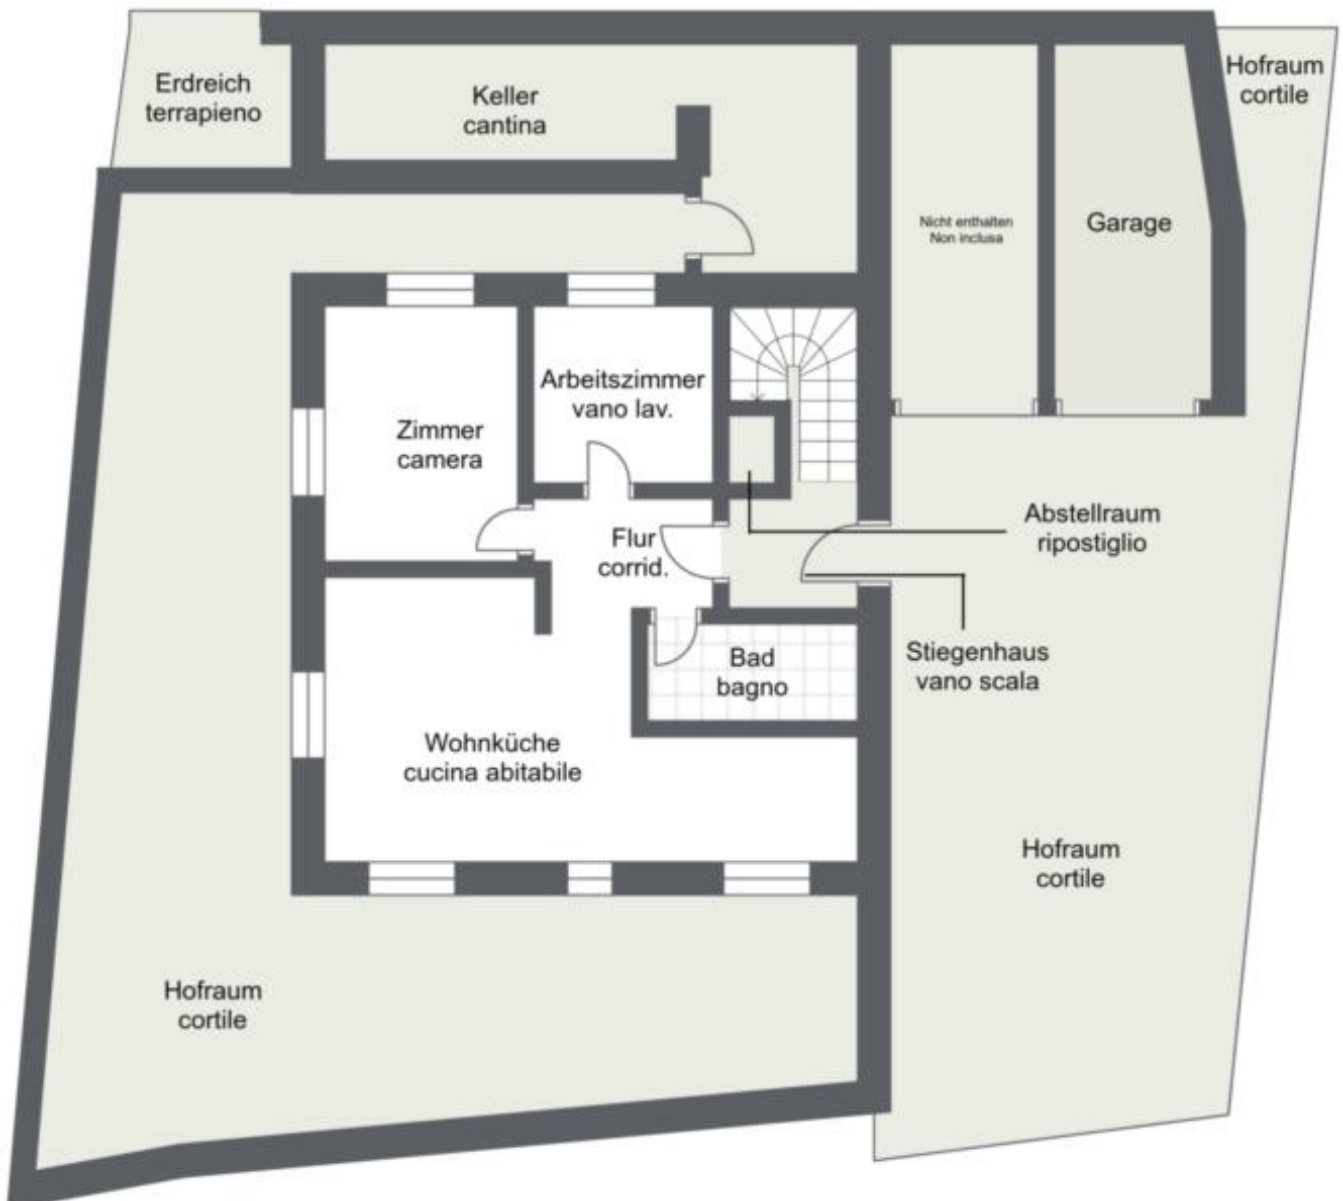 Erdreich
terrapieno
Keller
cantina
Hofraum
cortile
Nicht enthalten
Non inclusa
Garage
Arbeitszimmer
vano lav.
Zimmer
camera
Flur
corrid.
Abstellraum
ripostiglio
Bad
bagno
Stiegenhaus
vano scala
Wohnküche
cucina abitabile
Hofraum
cortile
Hofraum
cortile